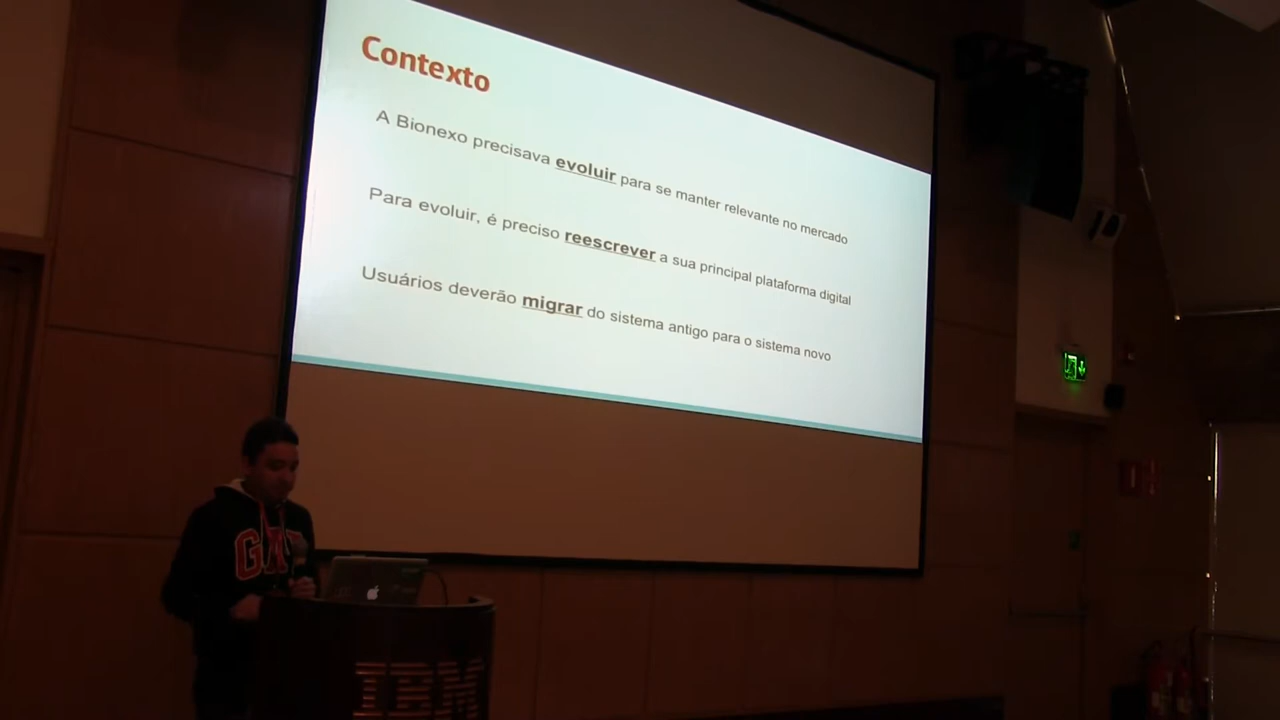 Contexto
A Bionexo precisava evoluir para se manter relevante no mercado
Para evoluir, é preciso reescrever a sua principal plataforma digital
Usuários deverão migrar do sistema antigo para o sistema novo
GAP
IBM